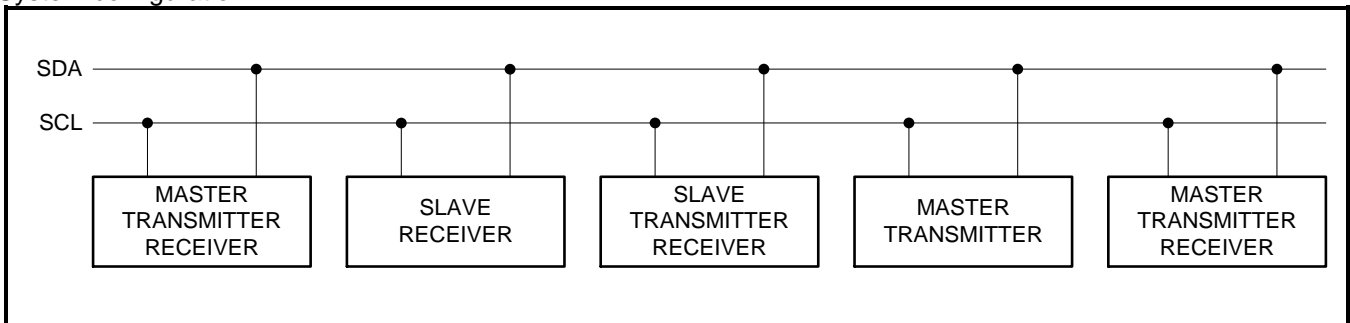 SDA
SCL
MASTER
TRANSMITTER
RECEIVER
SLAVE
RECEIVER
SLAVE
TRANSMITTER
RECEIVER
MASTER
TRANSMITTER
MASTER
TRANSMITTER
RECEIVER